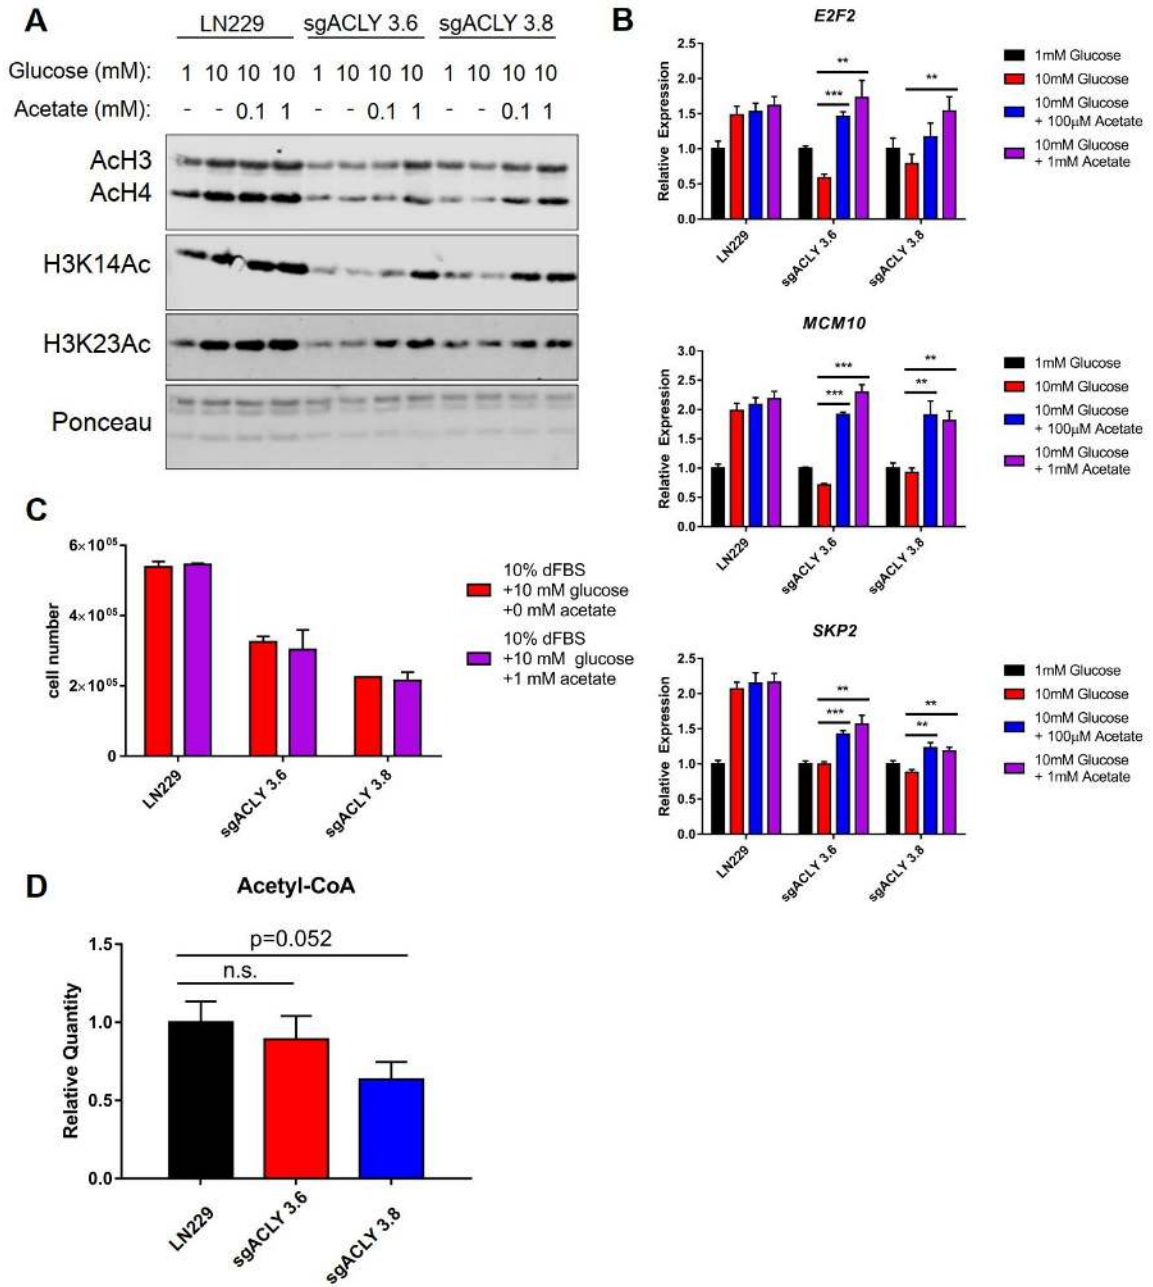 A
LN229 sgACLY 3.6 sgACLY 3.8
Glucose (mM): 1 10 10 10 1 10 10 10 1 10 10 10
Acetate (mM): - - 0.1 1 - - 0.1 1 - - 0.1 1
AcH3
AcH4
H3K14Ac
H3K23Ac
Ponceau
B
E2F2
Relative Expression
2.5
2.0
1.5
1.0
0.5
0.0
** 
***
**
LN229
sgACLY 3.6
sgACLY 3.8
1mM Glucose
10mM Glucose
10mM Glucose
+ 100μM Acetate
10mM Glucose
+ 1mM Acetate
MCM10
Relative Expression
3.0
2.5
2.0
1.5
1.0
0.5
0.0
***
***
**
**
LN229
sgACLY 3.6
sgACLY 3.8
1mM Glucose
10mM Glucose
10mM Glucose
+ 100μM Acetate
10mM Glucose
+ 1mM Acetate
SKP2
Relative Expression
2.5
2.0
1.5
1.0
0.5
0.0
**
***
**
**
LN229
sgACLY 3.6
sgACLY 3.8
1mM Glucose
10mM Glucose
10mM Glucose
+ 100μM Acetate
10mM Glucose
+ 1mM Acetate
C
cell number
6×10⁰⁵
4×10⁰⁵
2×10⁰⁵
0
LN229
sgACLY 3.6
sgACLY 3.8
10% dFBS
+10 mM glucose
+0 mM acetate
10% dFBS
+10 mM glucose
+1 mM acetate
D
Acetyl-CoA
Relative Quantity
1.5
1.0
0.5
0.0
p=0.052
n.s.
LN229
sgACLY 3.6
sgACLY 3.8